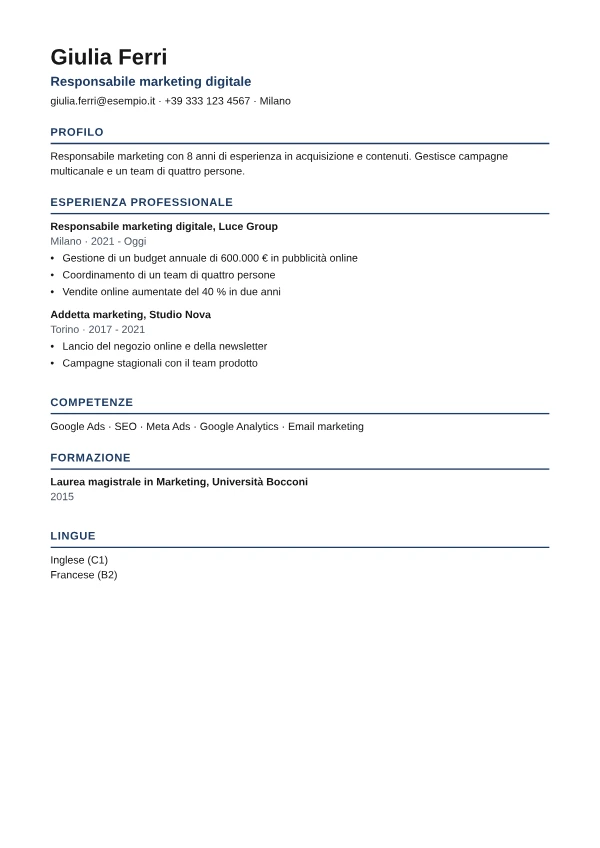 Giulia Ferri
Responsabile marketing digitale
giulia.ferri@esempio.it · +39 333 123 4567 · Milano
PROFILO
Responsabile marketing con 8 anni di esperienza in acquisizione e contenuti. Gestisce campagne
multicanale e un team di quattro persone.
ESPERIENZA PROFESSIONALE
Responsabile marketing digitale, Luce Group
Milano · 2021 - Oggi
• Gestione di un budget annuale di 600.000 € in pubblicità online
• Coordinamento di un team di quattro persone
• Vendite online aumentate del 40 % in due anni
Addetta marketing, Studio Nova
Torino · 2017 - 2021
• Lancio del negozio online e della newsletter
• Campagne stagionali con il team prodotto
COMPETENZE
Google Ads · SEO · Meta Ads · Google Analytics · Email marketing
FORMAZIONE
Laurea magistrale in Marketing, Università Bocconi
2015
LINGUE
Inglese (C1)
Francese (B2)